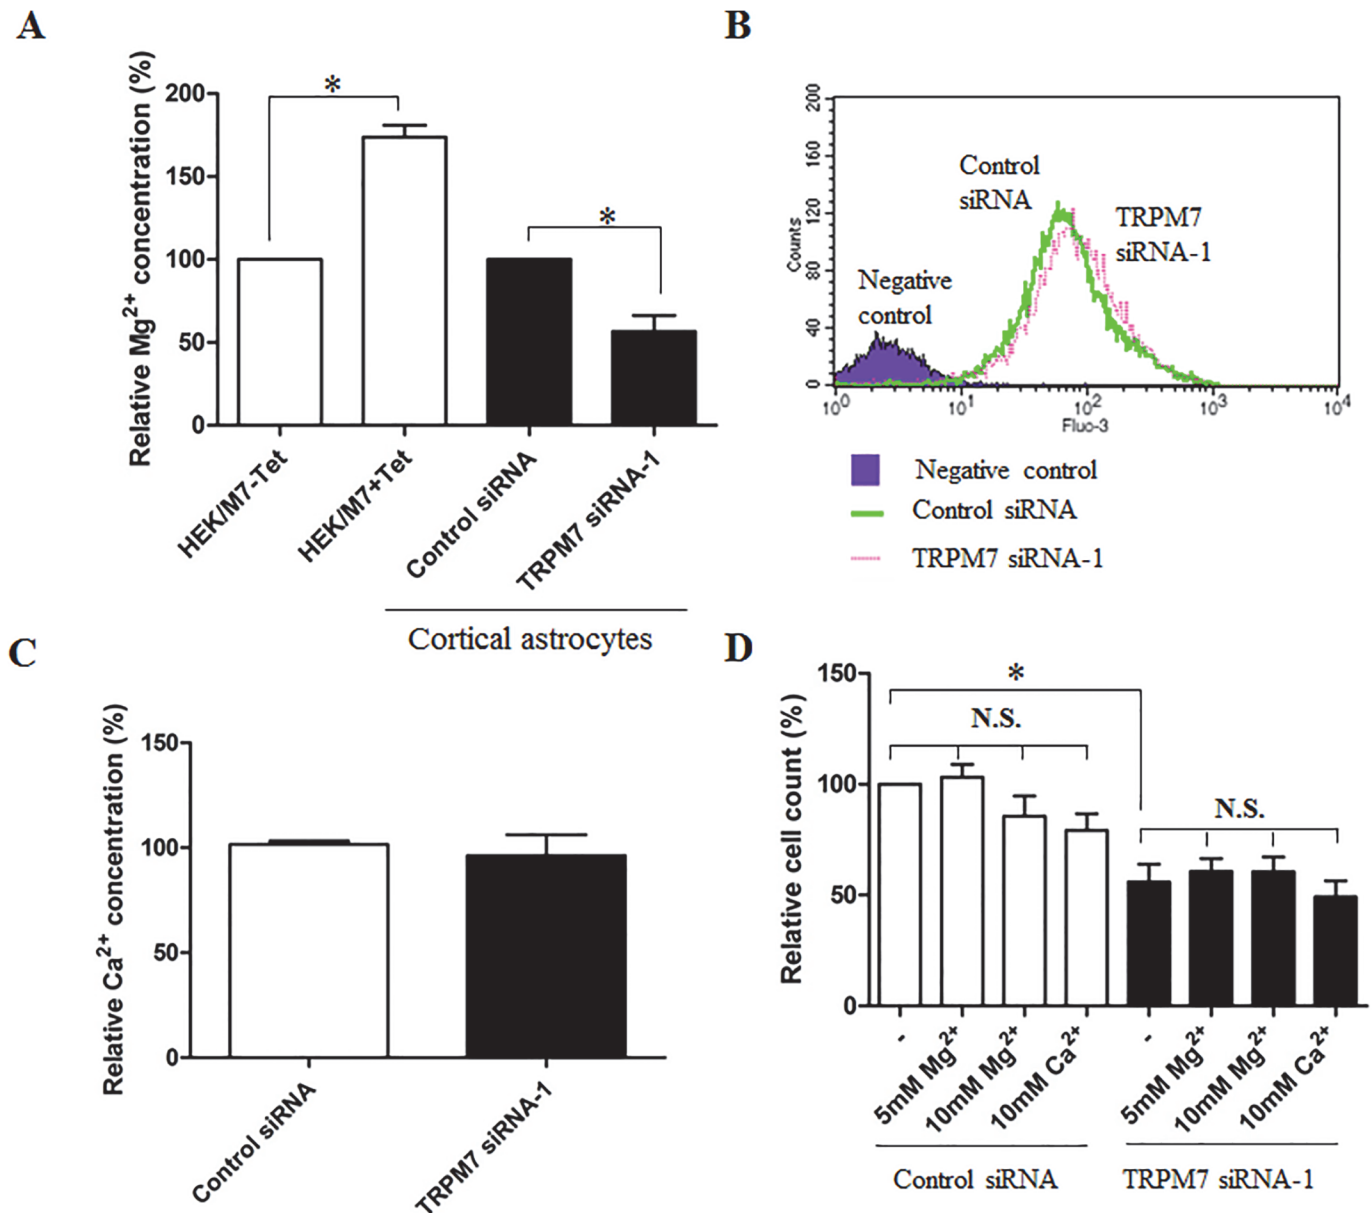 A
Relative Mg2+ concentration (%)
200
150
100
50
0
*
*
HEK/M7-Tet
HEK/M7+Tet
Control siRNA
TRPM7 siRNA-1
Cortical astrocytes
B
Counts
200
160
120
80
40
0
Control
siRNA
TRPM7
siRNA-1
Negative
control
10^0
10^1
10^2
10^3
10^4
Fluo-3
Negative control
Control siRNA
TRPM7 siRNA-1
C
Relative Ca2+ concentration (%)
150
100
50
0
Control siRNA
TRPM7 siRNA-1
D
Relative cell count (%)
150
100
50
0
*
N.S.
N.S.
-
5mM Mg2+
10mM Mg2+
10mM Ca2+
-
5mM Mg2+
10mM Mg2+
10mM Ca2+
Control siRNA
TRPM7 siRNA-1